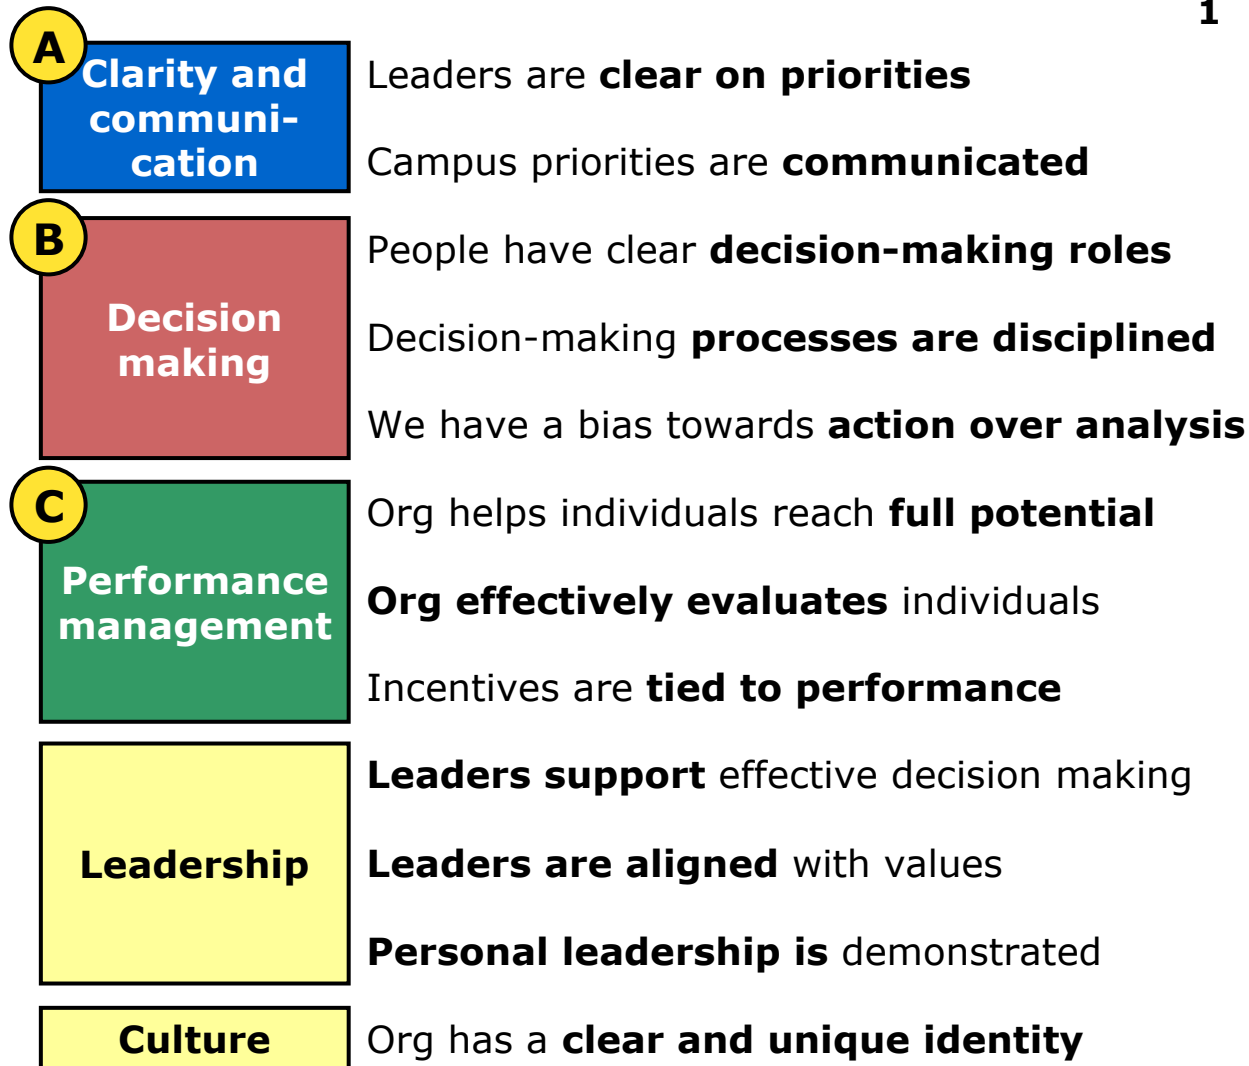 1
A
Clarity and
communi-
cation
Leaders are clear on priorities
Campus priorities are communicated
B
Decision
making
People have clear decision-making roles
Decision-making processes are disciplined
We have a bias towards action over analysis
C
Performance
management
Org helps individuals reach full potential
Org effectively evaluates individuals
Incentives are tied to performance
Leadership
Leaders support effective decision making
Leaders are aligned with values
Personal leadership is demonstrated
Culture
Org has a clear and unique identity